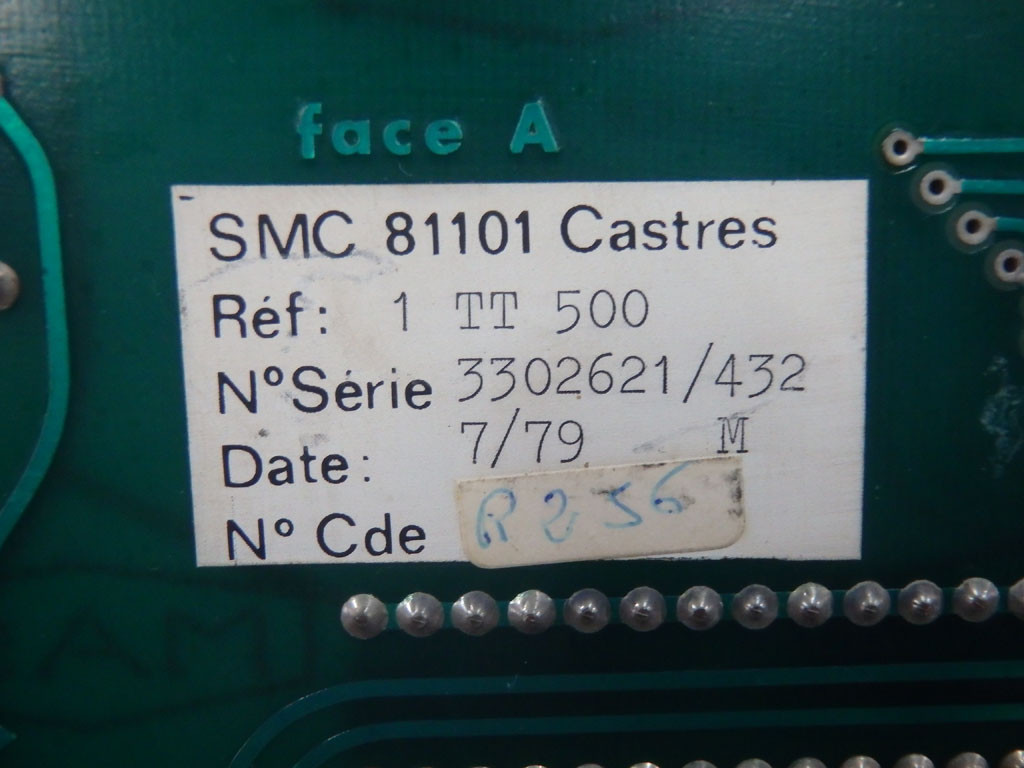 face A
SMC 81101 Castres
Réf: 1 TT 500
N°Série 3302621/432
Date: 7/79 M
N° Cde R256